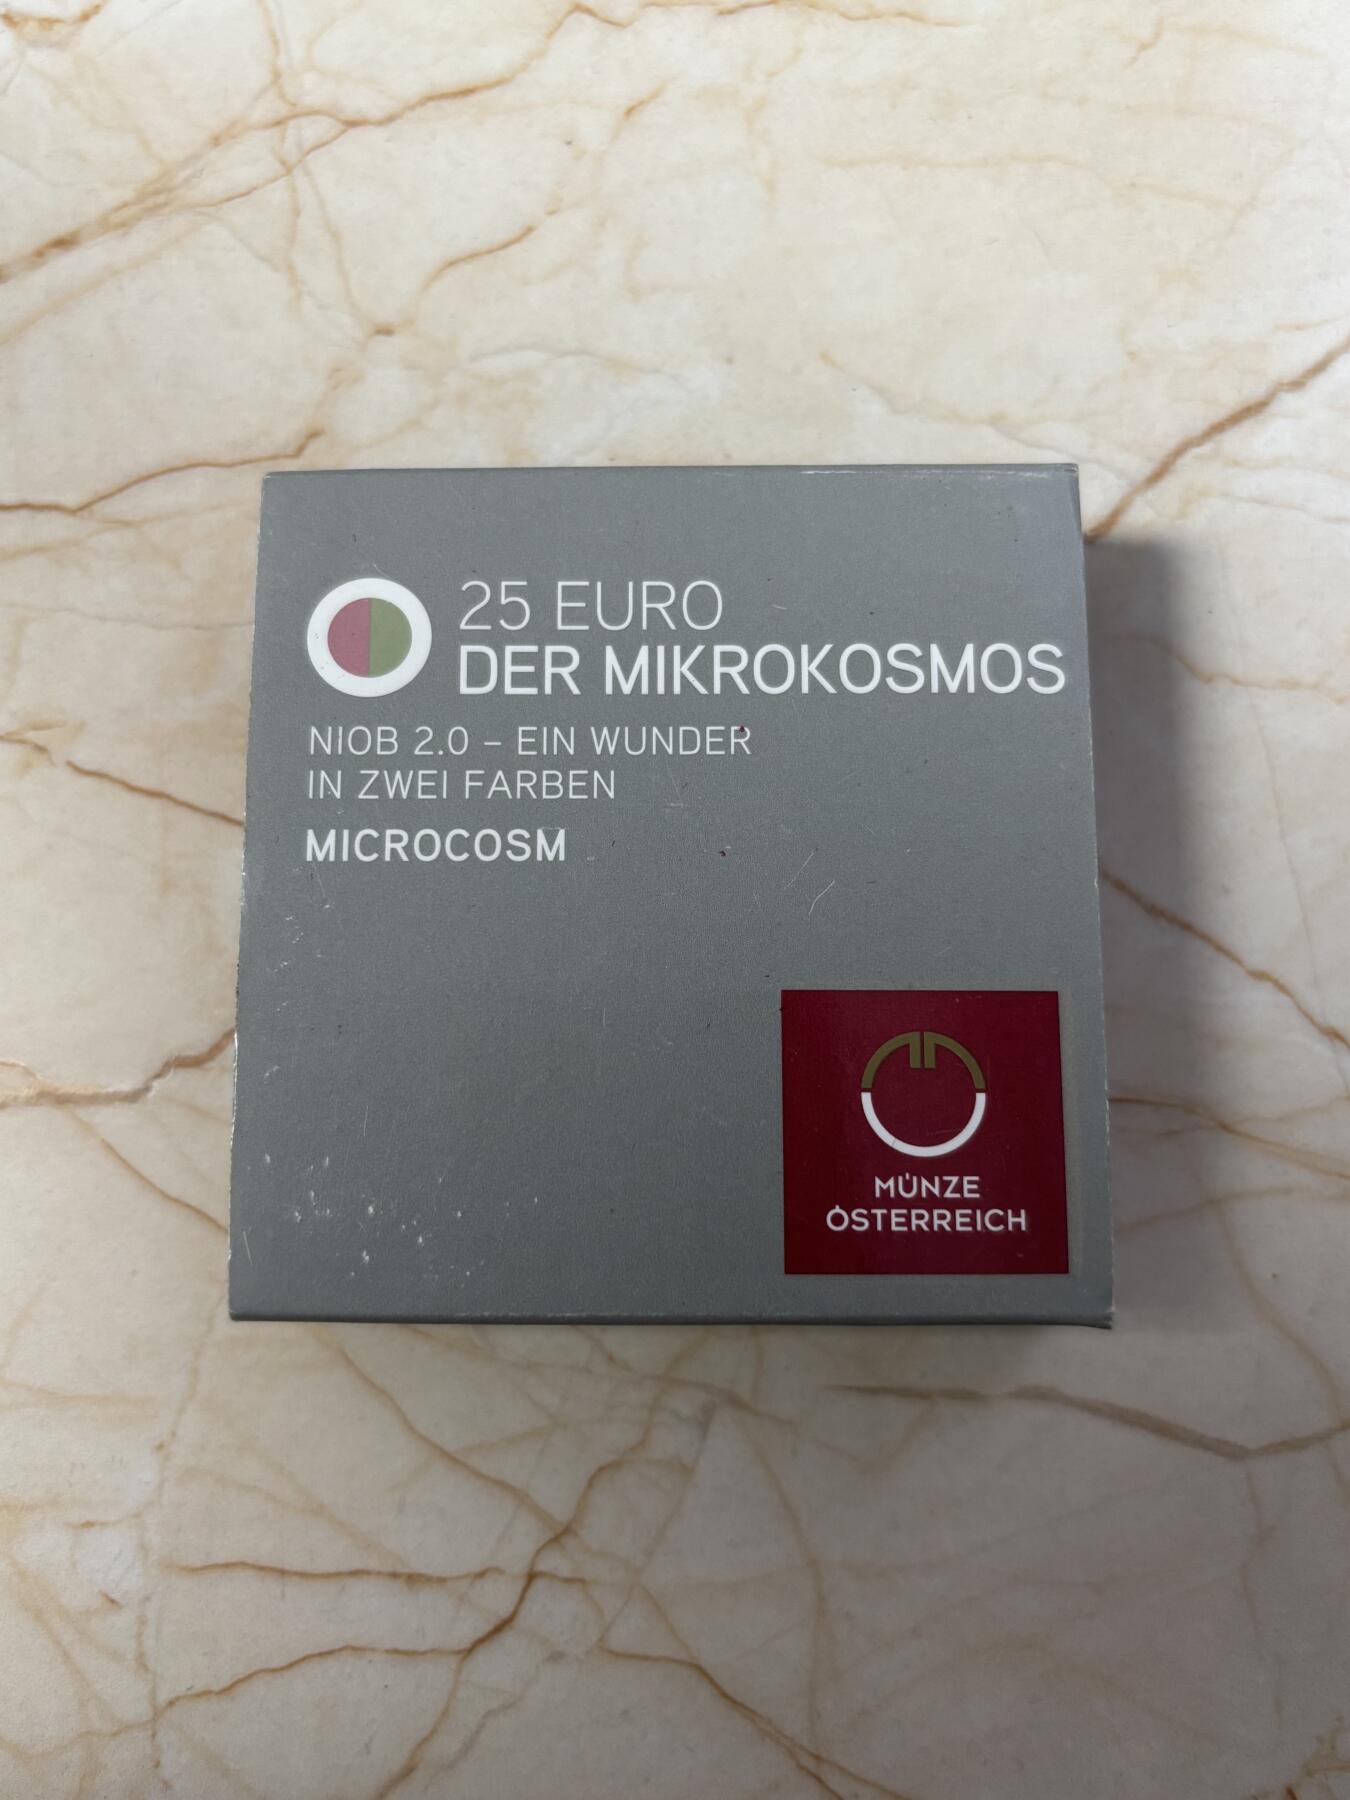 25 EURO
DER MIKROKOSMOS
NIOB 2.0 – EIN WUNDER
IN ZWEI FARBEN
MICROCOSM
MÜNZE
ÖSTERREICH